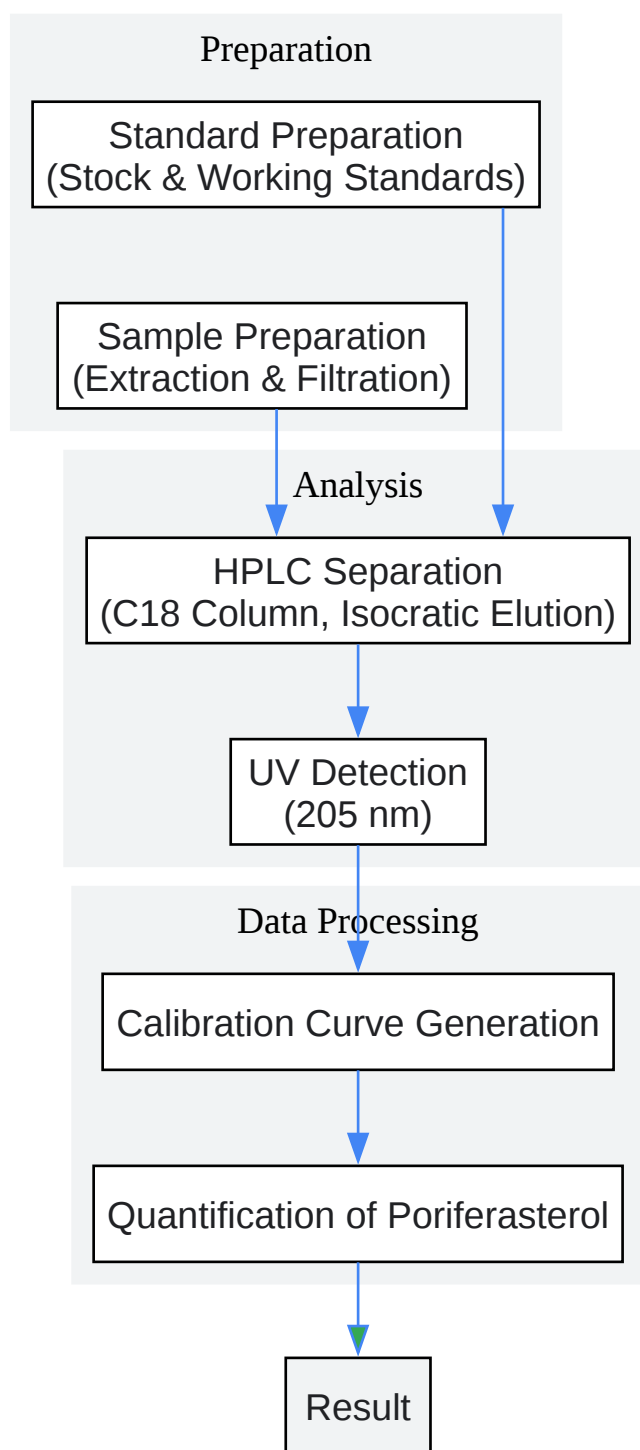 Preparation
Standard Preparation
(Stock & Working Standards)
Sample Preparation
(Extraction & Filtration)
Analysis
HPLC Separation
(C18 Column, Isocratic Elution)
UV Detection
(205 nm)
Data Processing
Calibration Curve Generation
Quantification of Poriferasterol
Result